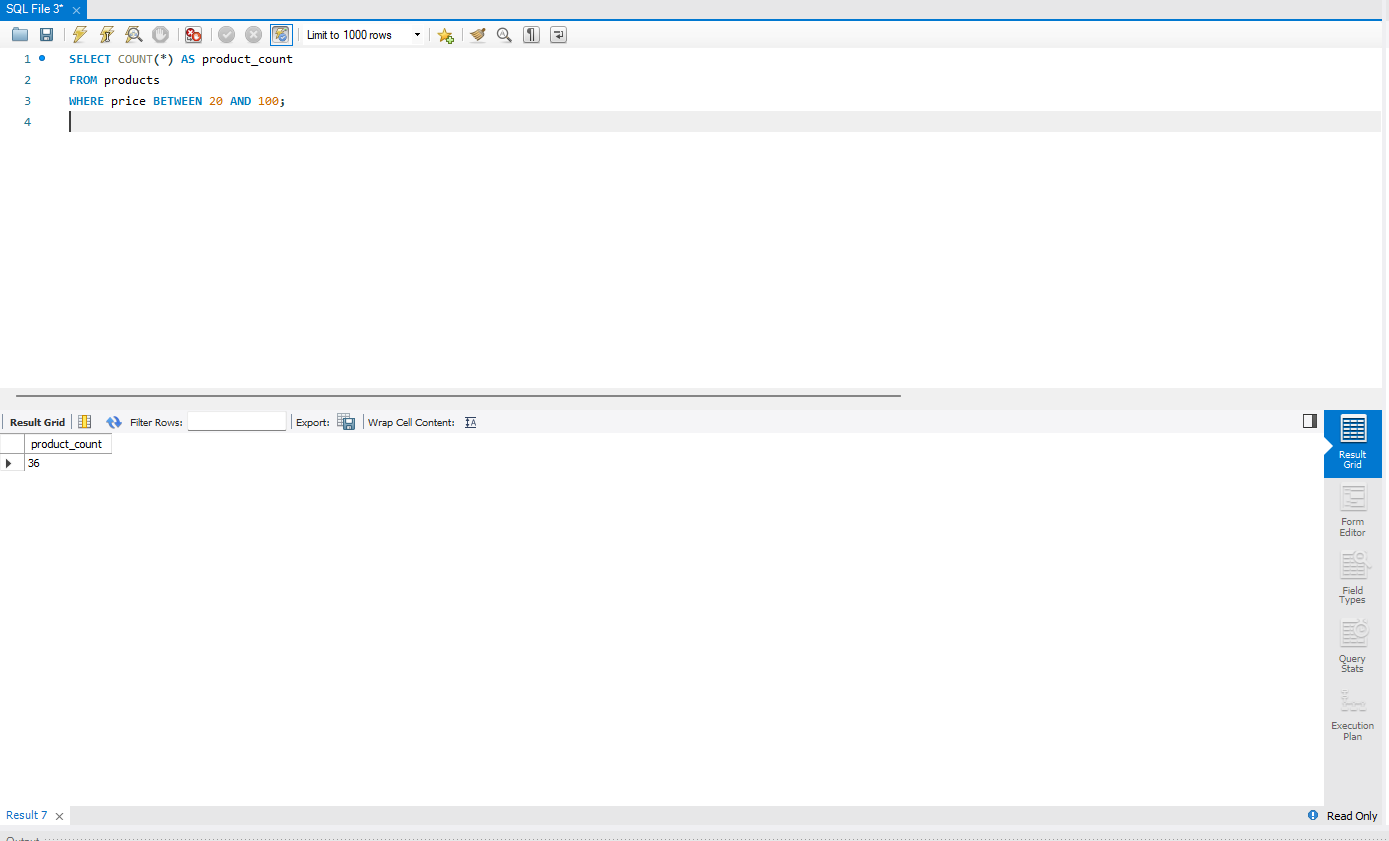 SQL File 3*
Limit to 1000 rows
1 SELECT COUNT(*) AS product_count
2 FROM products
3 WHERE price BETWEEN 20 AND 100;
4
Result Grid Filter Rows: Export: Wrap Cell Content:
product_count
36
Result
Grid
Form
Editor
Field
Types
Query
Stats
Execution
Plan
Result 7 Read Only
Output